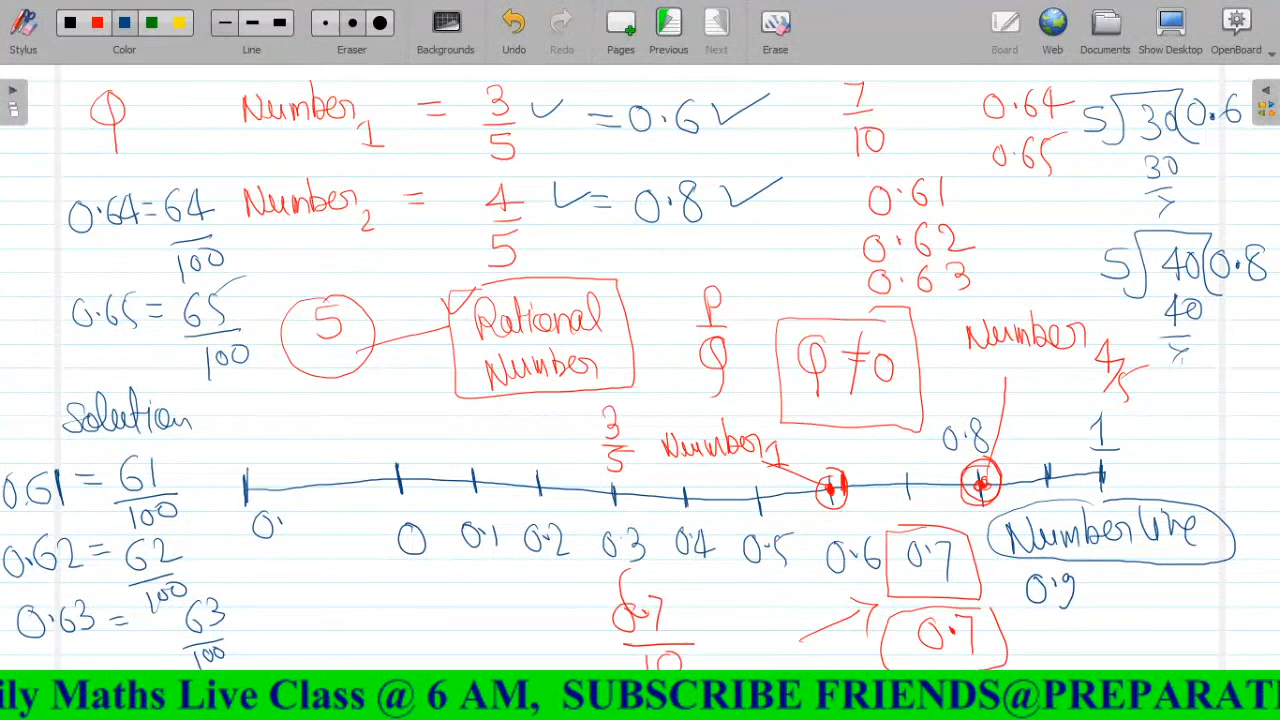 Stylus Color Line Eraser Backgrounds Undo Redo Pages Previous Next Erase Board Web Documents Show Desktop OpenBoard
Q Number1 = 3/5 = 0.6
7/10
0.64
0.65
5 30 0.6
30
Number2 = 4/5 = 0.8
0.61
0.62
0.63
5 40 0.8
40
0.64 = 64/100
0.65 = 65/100
5 Rational Number
P/Q
Q ≠ 0
Number 4/5
Solution
3/5 Number1
0.8
1
0.61 = 61/100
0.62 = 62/100
0.63 = 63/100
0. 0 0.1 0.2 0.3 0.4 0.5 0.6 0.7
Number line
0.9
0.7/10
0.7
ily Maths Live Class @ 6 AM, SUBSCRIBE FRIENDS@PREPARATI